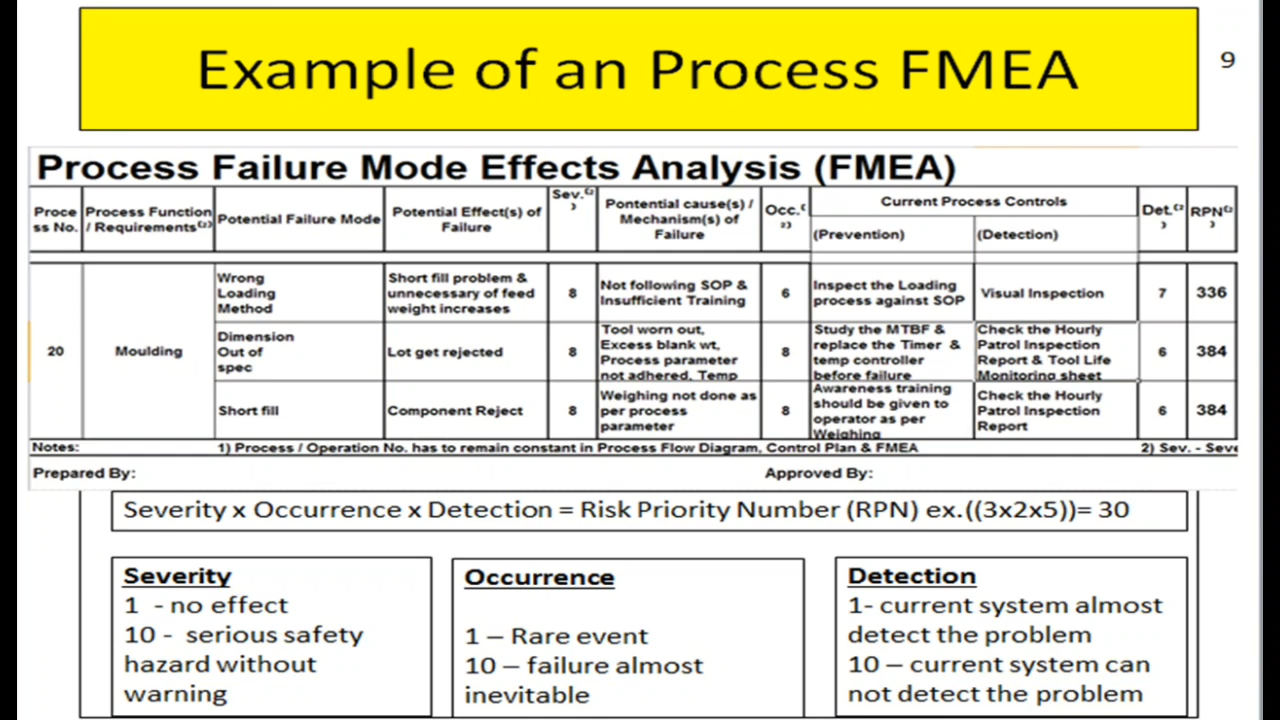 Example of an Process FMEA
9
Process Failure Mode Effects Analysis (FMEA)
Proce
ss No.
Process Function
/ Requirements⁽²⁾
Potential Failure Mode
Potential Effect(s) of
Failure
Sev.⁽²
⁾
Pontential cause(s) /
Mechanism(s) of
Failure
Occ.⁽
²⁾
Current Process Controls
(Prevention)
(Detection)
Det.⁽²
⁾
RPN⁽²
⁾
20
Moulding
Wrong
Loading
Method
Short fill problem &
unnecessary of feed
weight increases
8
Not following SOP &
Insufficient Training
6
Inspect the Loading
process against SOP
Visual Inspection
7
336
Dimension
Out of
spec
Lot get rejected
8
Tool worn out,
Excess blank wt,
Process parameter
not adhered, Temp
8
Study the MTBF &
replace the Timer &
temp controller
before failure
Check the Hourly
Patrol Inspection
Report & Tool Life
Monitoring sheet
6
384
Short fill
Component Reject
8
Weighing not done as
per process
parameter
8
Awareness training
should be given to
operator as per
Weighing
Check the Hourly
Patrol Inspection
Report
6
384
Notes:
1) Process / Operation No. has to remain constant in Process Flow Diagram, Control Plan & FMEA
2) Sev. - Seve
Prepared By:
Approved By:
Severity x Occurrence x Detection = Risk Priority Number (RPN) ex.((3x2x5))= 30
Severity
1 - no effect
10 - serious safety
hazard without
warning
Occurrence
1 – Rare event
10 – failure almost
inevitable
Detection
1- current system almost
detect the problem
10 – current system can
not detect the problem